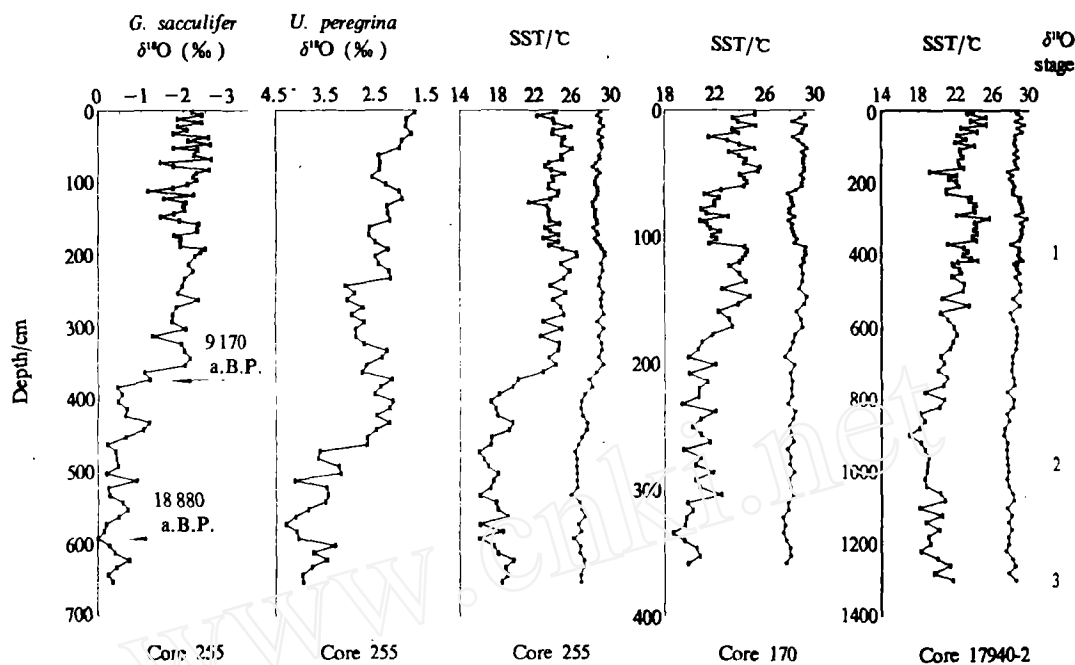 G. sacculifer U. peregrina
δ¹⁸O (‰) δ¹⁸O (‰) SST/℃ SST/℃ SST/℃ δ¹⁸O
stage
0 −1 −2 −3 4.5 3.5 2.5 1.5 14 18 22 26 30 18 22 26 30 14 18 22 26 30
0
100
200
300
400
500
600
700
Depth/cm
9 170
a.B.P.
18 880
a.B.P.
0
100
200
300
400
0
200
400
600
800
1000
1200
1400
1
2
3
Core 255 Core 255 Core 255 Core 170 Core 17940-2
www.cnki.net